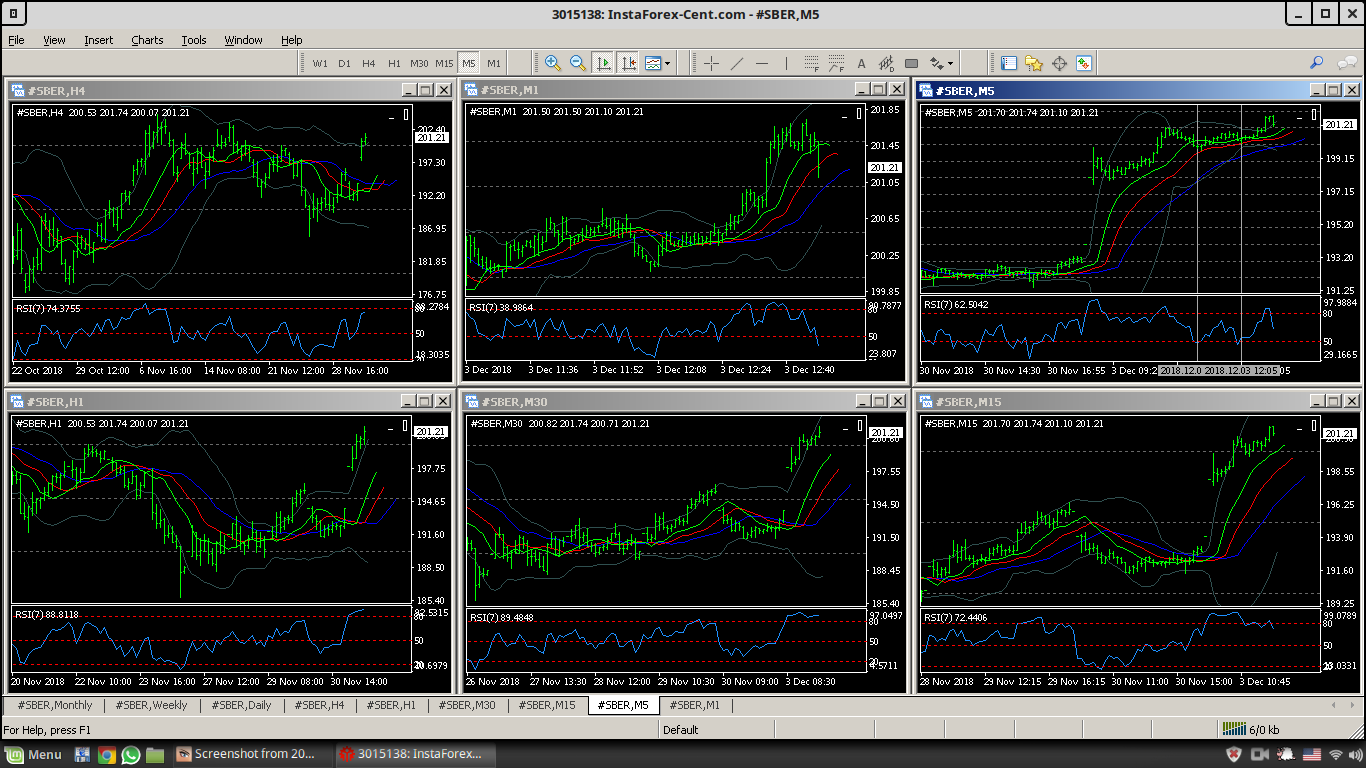 3015138: InstaForex-Cent.com - #SBER,M5
File View Insert Charts Tools Window Help
W1 D1 H4 H1 M30 M15 M5 M1
#SBER,H4
#SBER,H4 200.53 201.74 200.07 201.21
202.40
201.21
197.30
192.20
186.95
181.85
176.75
RSI(7) 74.3755
80
50
18.3035
22 Oct 2018 29 Oct 12:00 6 Nov 16:00 14 Nov 08:00 21 Nov 12:00 28 Nov 16:00
#SBER,M1
#SBER,M1 201.50 201.50 201.10 201.21
201.85
201.45
201.21
201.05
200.65
200.25
199.85
RSI(7) 38.9864
80
50
23.807
3 Dec 2018 3 Dec 11:36 3 Dec 11:52 3 Dec 12:08 3 Dec 12:24 3 Dec 12:40
#SBER,M5
#SBER,M5 201.70 201.74 201.10 201.21
201.21
199.15
197.15
195.20
193.20
191.25
RSI(7) 62.5042
97.9884
80
50
29.1665
30 Nov 2018 30 Nov 14:30 30 Nov 16:55 3 Dec 09:2 2018.12.0 2018.12.03 12:05 05
#SBER,H1
#SBER,H1 200.53 201.74 200.07 201.21
201.21
197.75
194.65
191.60
188.50
185.40
RSI(7) 88.8118
92.5315
80
50
20
20 Nov 2018 22 Nov 10:00 23 Nov 16:00 27 Nov 12:00 29 Nov 08:00 30 Nov 14:00
#SBER,M30
#SBER,M30 200.82 201.74 200.71 201.21
201.21
197.55
194.50
191.50
188.45
185.40
RSI(7) 89.4848
97.0497
80
50
20
26 Nov 2018 27 Nov 13:30 28 Nov 12:00 29 Nov 10:30 30 Nov 09:00 3 Dec 08:30
#SBER,M15
#SBER,M15 201.70 201.74 201.10 201.21
201.21
198.55
196.25
193.90
191.60
189.25
RSI(7) 72.4406
99.0789
80
50
28 Nov 2018 29 Nov 12:15 29 Nov 16:15 30 Nov 11:00 30 Nov 15:00 3 Dec 10:45
#SBER,Monthly #SBER,Weekly #SBER,Daily #SBER,H4 #SBER,H1 #SBER,M30 #SBER,M15 #SBER,M5 #SBER,M1
For Help, press F1 Default 6/0 kb
Menu Screenshot from 20... 3015138: InstaForex...